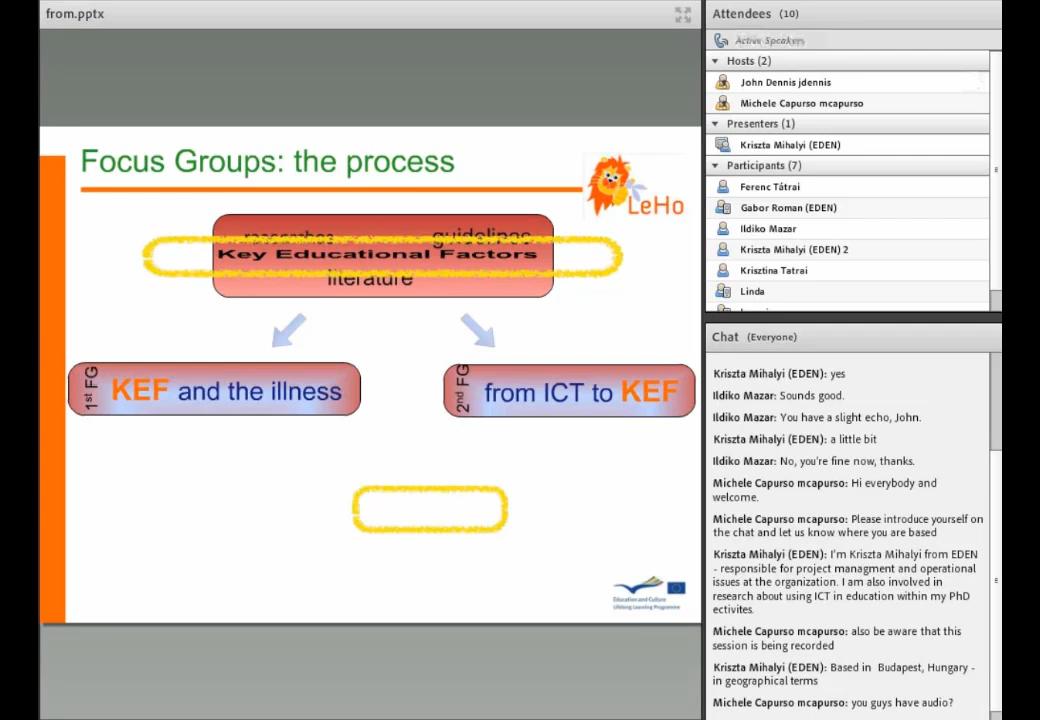 from.pptx
Focus Groups: the process
LeHo
researches guidelines
Key Educational Factors
literature
1st FG KEF and the illness
2nd FG from ICT to KEF
Education and Culture
Lifelong Learning Programme
Attendees (10)
Active Speakers
Hosts (2)
John Dennis jdennis
Michele Capurso mcapurso
Presenters (1)
Kriszta Mihalyi (EDEN)
Participants (7)
Ferenc Tátrai
Gabor Roman (EDEN)
Ildiko Mazar
Kriszta Mihalyi (EDEN) 2
Krisztina Tatrai
Linda
Chat (Everyone)
Kriszta Mihalyi (EDEN): yes
Ildiko Mazar: Sounds good.
Ildiko Mazar: You have a slight echo, John.
Kriszta Mihalyi (EDEN): a little bit
Ildiko Mazar: No, you're fine now, thanks.
Michele Capurso mcapurso: Hi everybody and
welcome.
Michele Capurso mcapurso: Please introduce yourself on
the chat and let us know where you are based
Kriszta Mihalyi (EDEN): I'm Kriszta Mihalyi from EDEN
- responsible for project managment and operational
issues at the organization. I am also involved in
research about using ICT in education within my PhD
ectivites.
Michele Capurso mcapurso: also be aware that this
session is being recorded
Kriszta Mihalyi (EDEN): Based in Budapest, Hungary -
in geographical terms
Michele Capurso mcapurso: you guys have audio?